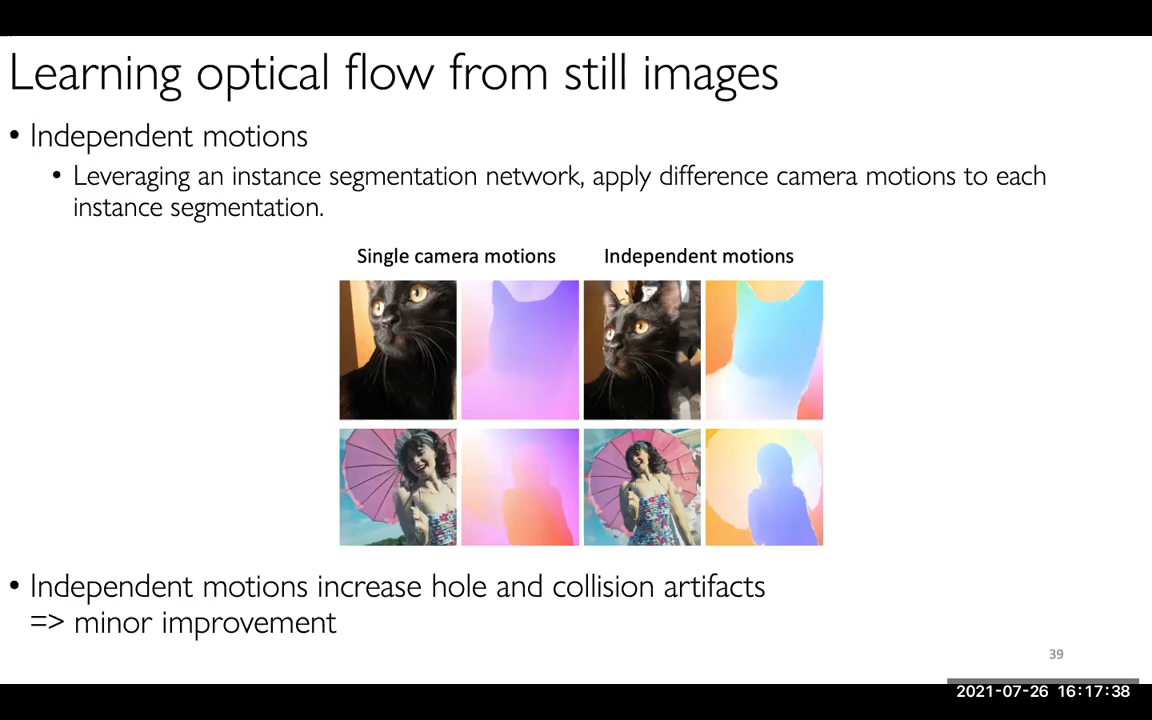 Learning optical flow from still images
• Independent motions
• Leveraging an instance segmentation network, apply difference camera motions to each
instance segmentation.
Single camera motions
Independent motions
• Independent motions increase hole and collision artifacts
=> minor improvement
39
2021-07-26 16:17:38